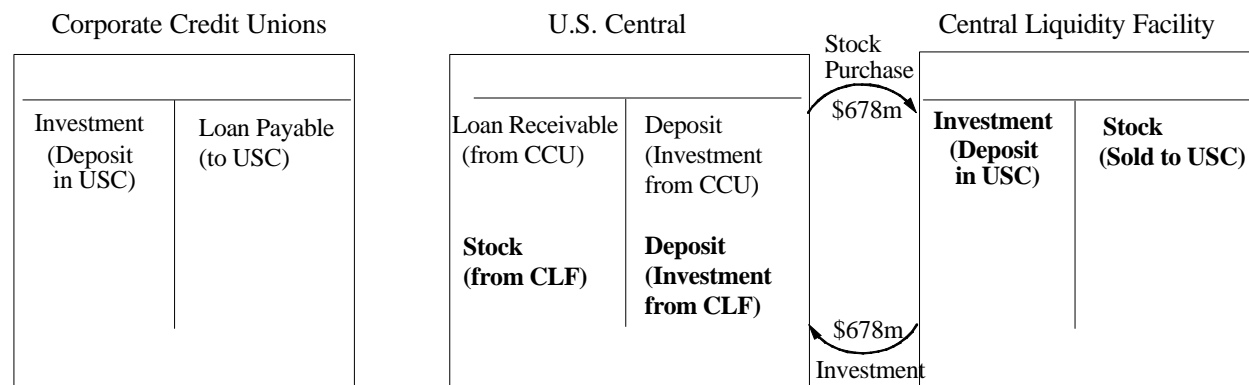 Corporate Credit Unions
Investment
(Deposit
in USC)
Loan Payable
(to USC)
U.S. Central
Loan Receivable
(from CCU)
Deposit
(Investment
from CCU)
Stock
(from CLF)
Deposit
(Investment
from CLF)
Stock
Purchase
$678m
$678m
Investment
Central Liquidity Facility
Investment
(Deposit
in USC)
Stock
(Sold to USC)